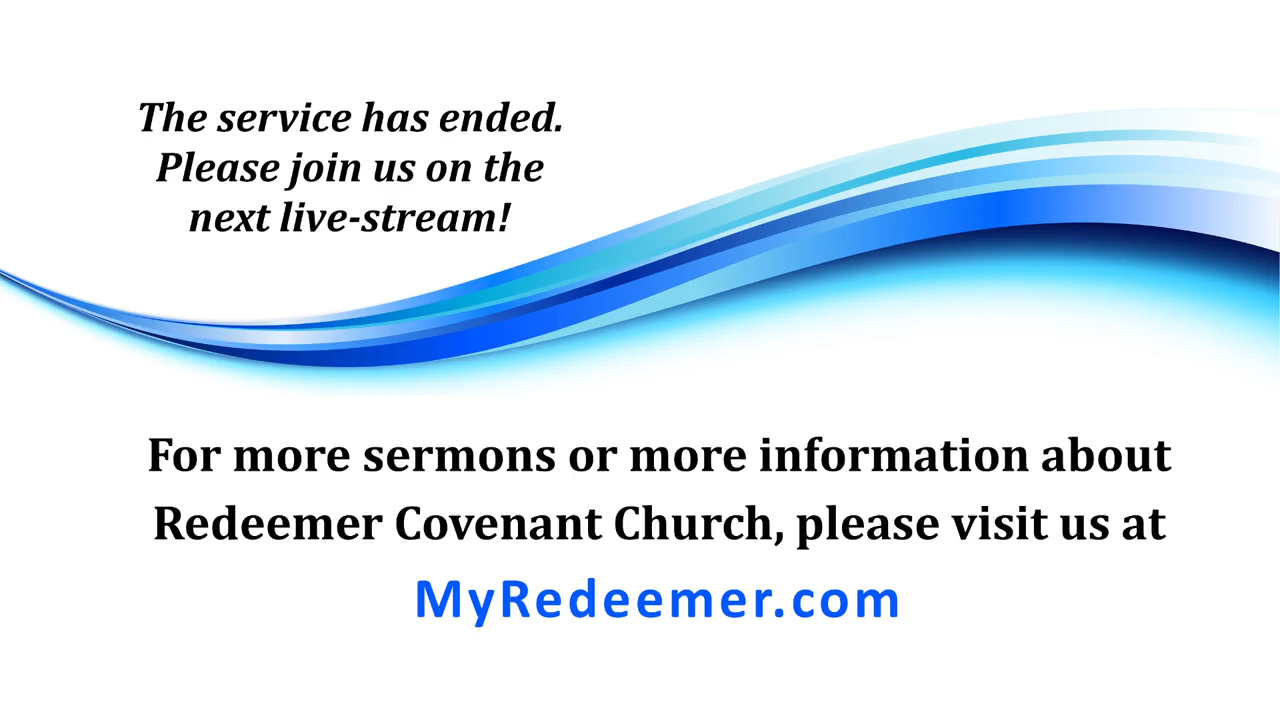 The service has ended.
Please join us on the
next live-stream!
For more sermons or more information about
Redeemer Covenant Church, please visit us at
MyRedeemer.com